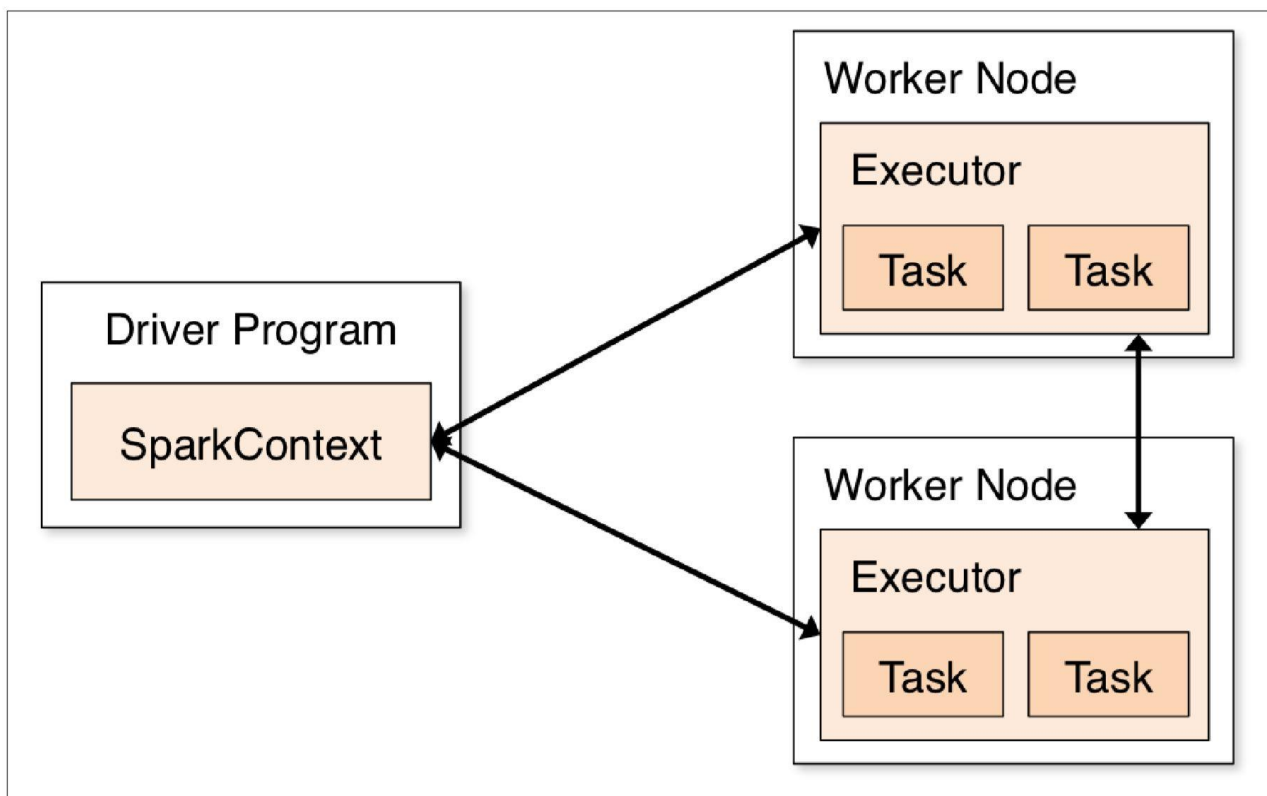 Driver Program
SparkContext
Worker Node
Executor
Task Task
Worker Node
Executor
Task Task